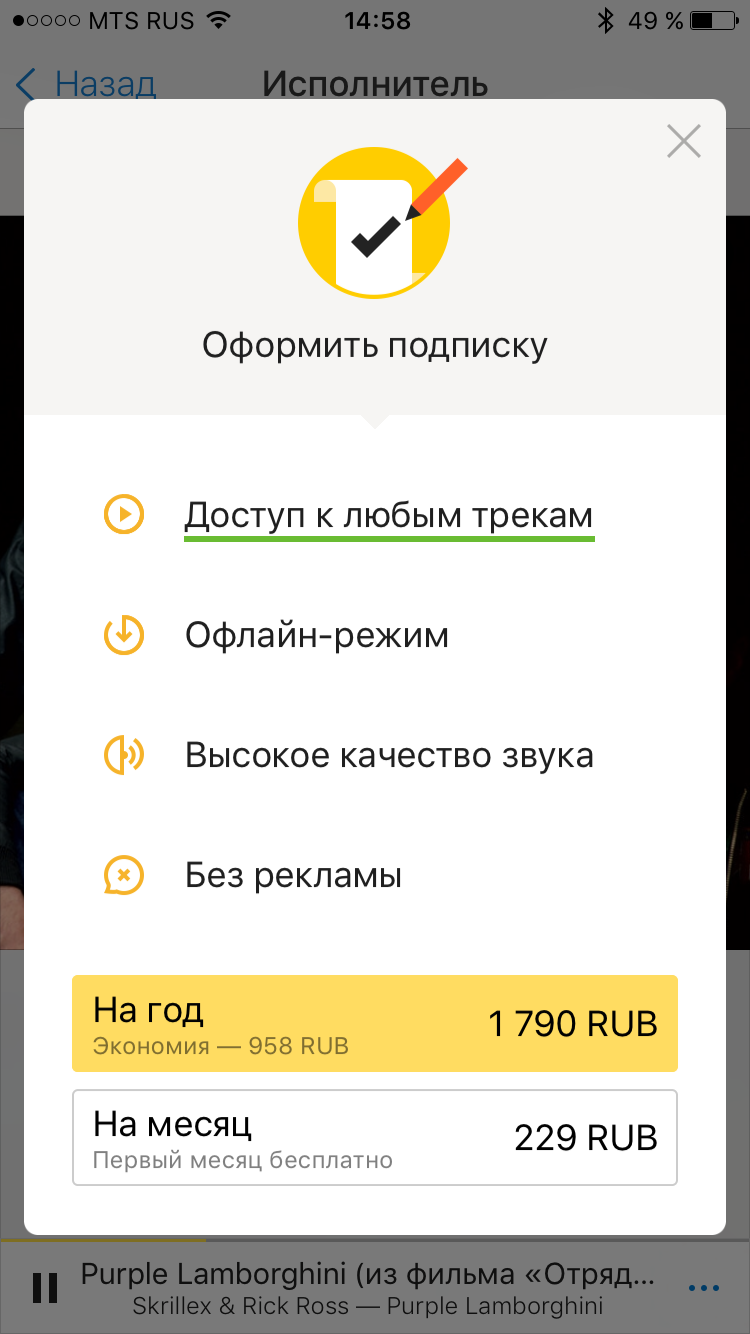 MTS RUS 14:58 49 %
Назад Исполнитель
Оформить подписку
Доступ к любым трекам
Офлайн-режим
Высокое качество звука
Без рекламы
На год 1 790 RUB
Экономия — 958 RUB
На месяц 229 RUB
Первый месяц бесплатно
Purple Lamborghini (из фильма «Отряд...
Skrillex & Rick Ross — Purple Lamborghini